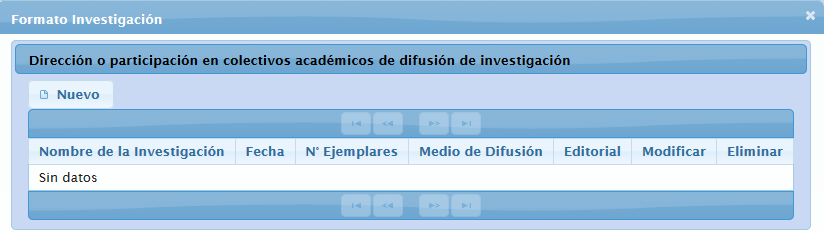 Formato Investigación
Dirección o participación en colectivos académicos de difusión de investigación
Nuevo
Nombre de la Investigación Fecha N° Ejemplares Medio de Difusión Editorial Modificar Eliminar
Sin datos